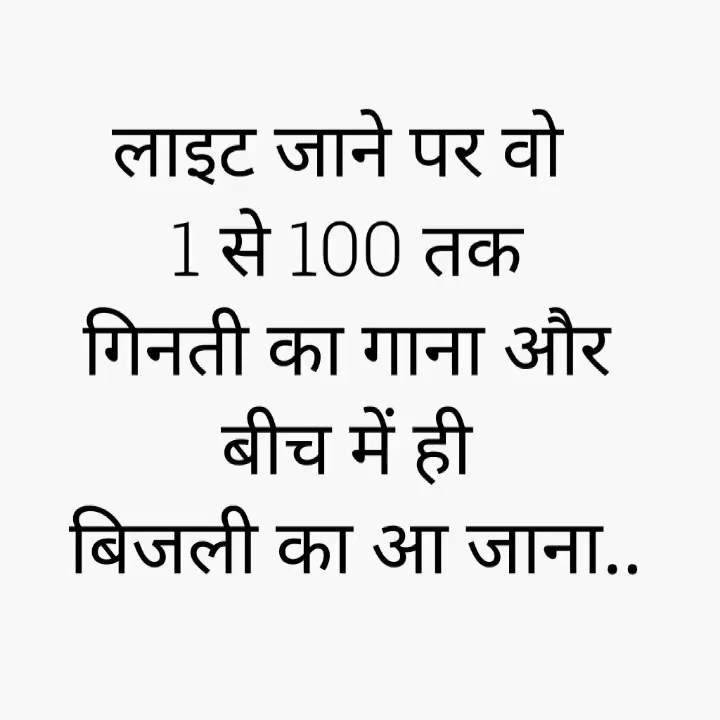 लाइट जाने पर वो
1 से 100 तक
गिनती का गाना और
बीच में ही
बिजली का आ जाना..